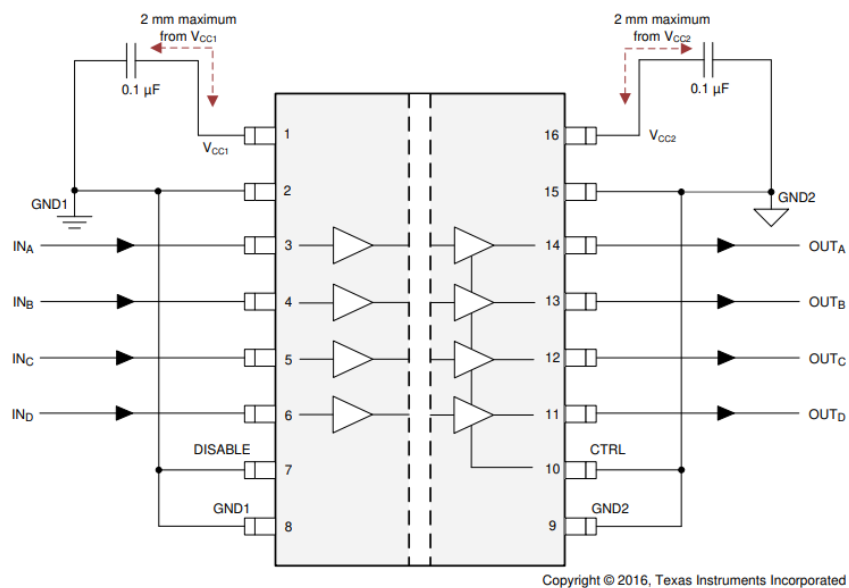 2 mm maximum
from VCC1
2 mm maximum
from VCC2
0.1 µF
0.1 µF
1
16
VCC1
VCC2
2
15
GND1
GND2
INA
3
14
OUTA
INB
4
13
OUTB
INC
5
12
OUTC
IND
6
11
OUTD
DISABLE
7
10
CTRL
GND1
8
9
GND2
Copyright © 2016, Texas Instruments Incorporated